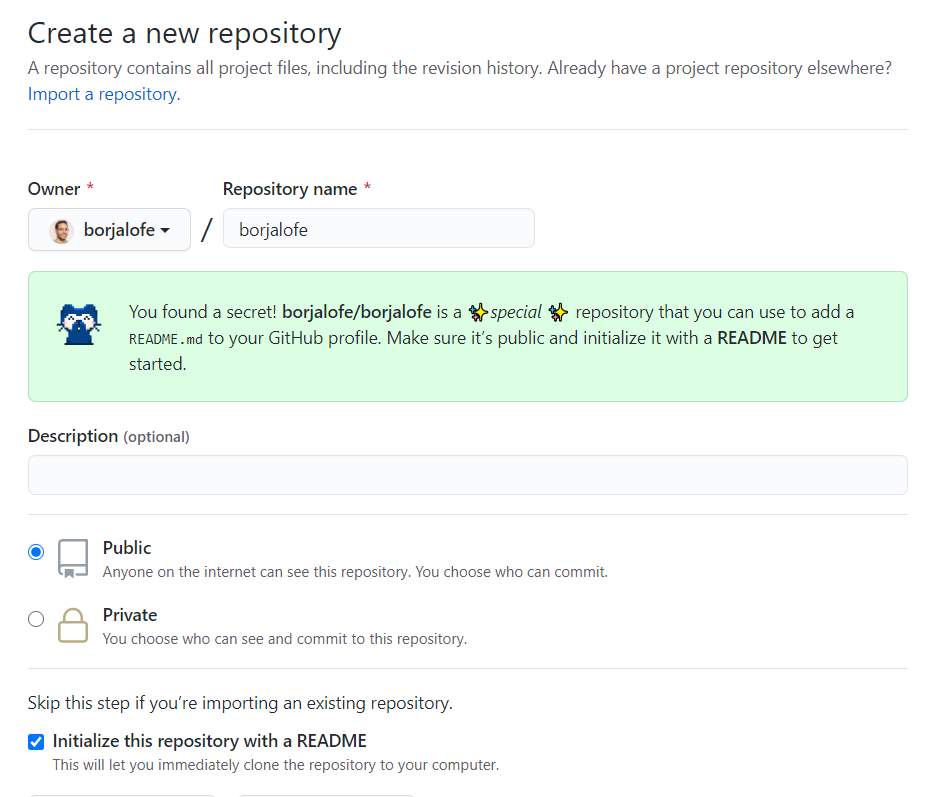 Create a new repository
A repository contains all project files, including the revision history. Already have a project repository elsewhere?
Import a repository.
Owner *
Repository name *
borjalofe
/
borjalofe
You found a secret! borjalofe/borjalofe is a ✨special ✨ repository that you can use to add a
README.md to your GitHub profile. Make sure it’s public and initialize it with a README to get
started.
Description (optional)
Public
Anyone on the internet can see this repository. You choose who can commit.
Private
You choose who can see and commit to this repository.
Skip this step if you’re importing an existing repository.
Initialize this repository with a README
This will let you immediately clone the repository to your computer.